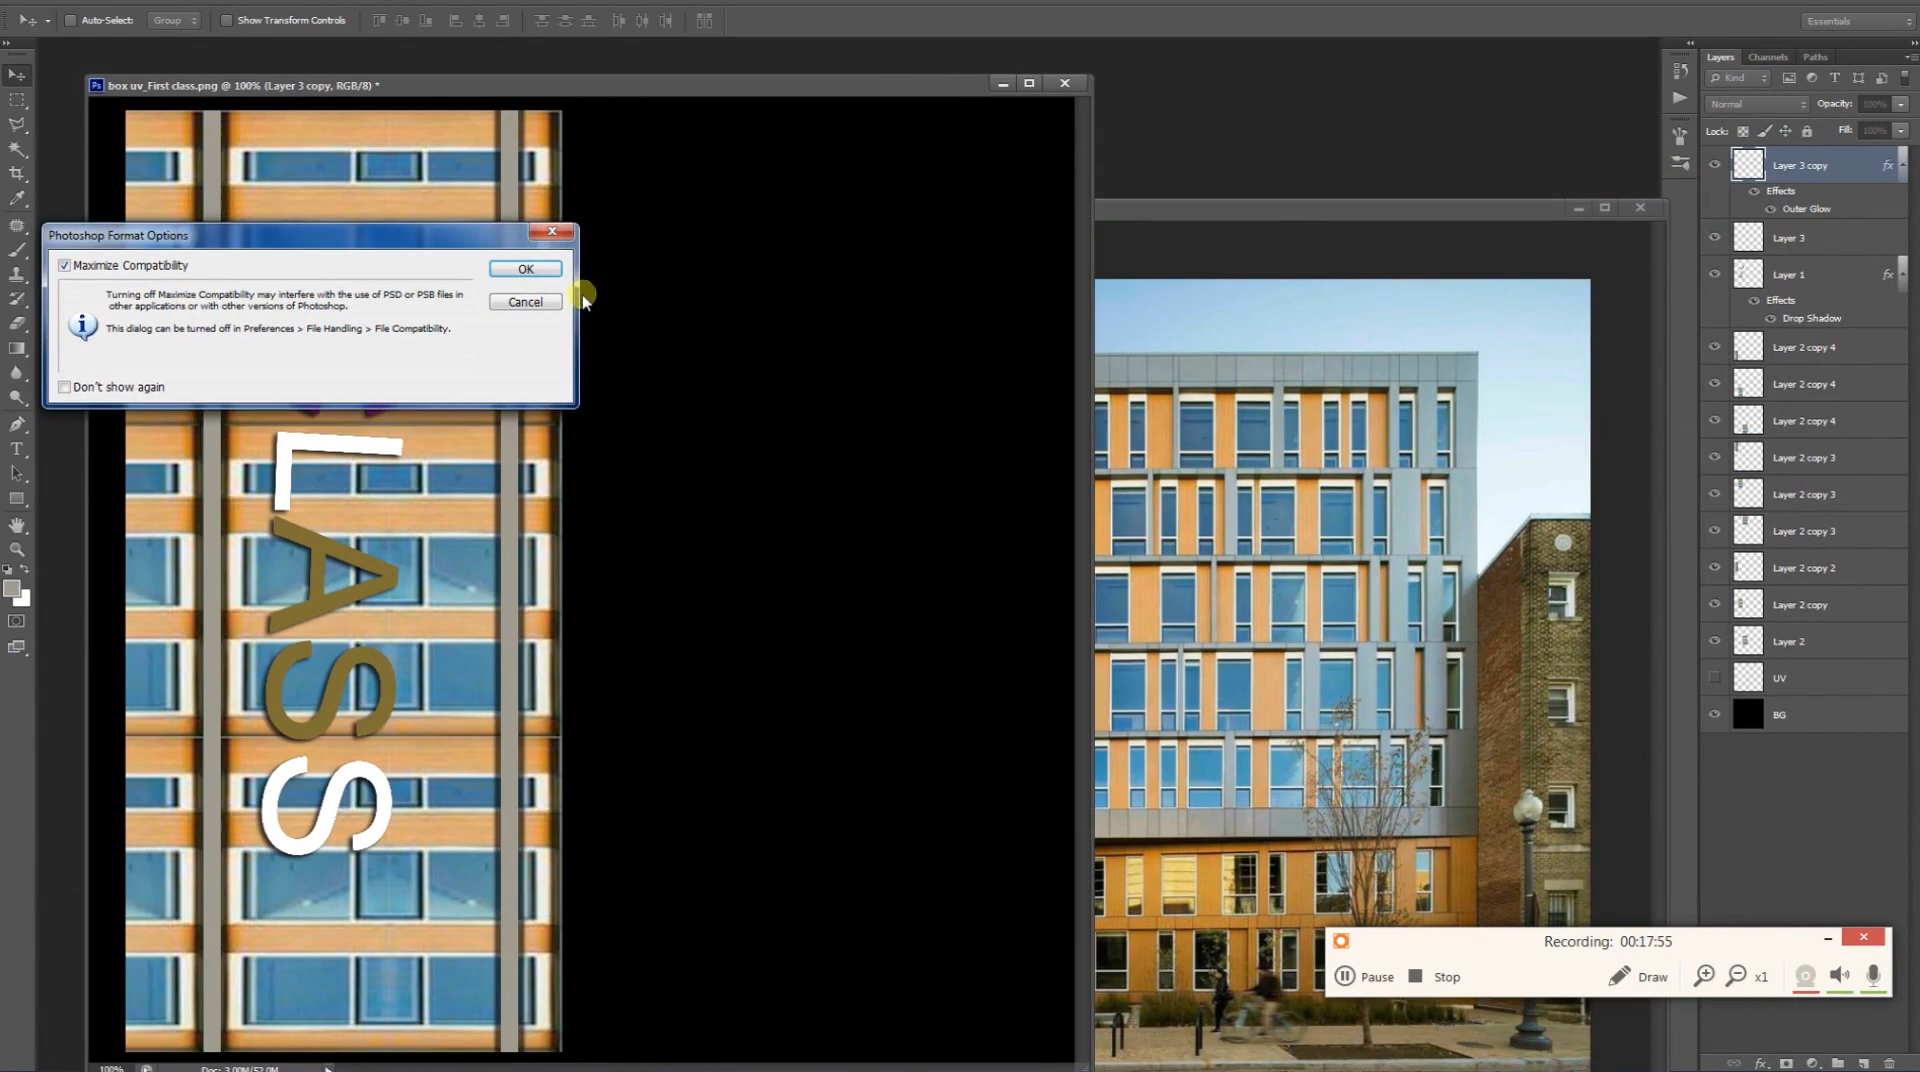 Auto-Select:
Group
Show Transform Controls
Essentials
Ps box uv_First class.png @ 100% (Layer 3 copy, RGB/8) *
Photoshop Format Options
Maximize Compatibility
OK
Turning off Maximize Compatibility may interfere with the use of PSD or PSB files in
other applications or with other versions of Photoshop.
Cancel
This dialog can be turned off in Preferences > File Handling > File Compatibility.
Don't show again
LASS
100%
Doc: 3.00M/52.0M
Layers
Channels
Paths
Kind
Normal
Opacity: 100%
Lock:
Fill: 100%
Layer 3 copy
fx
Effects
Outer Glow
Layer 3
Layer 1
fx
Effects
Drop Shadow
Layer 2 copy 4
Layer 2 copy 4
Layer 2 copy 4
Layer 2 copy 3
Layer 2 copy 3
Layer 2 copy 3
Layer 2 copy 2
Layer 2 copy
Layer 2
UV
BG
Recording: 00:17:55
Pause
Stop
Draw
x1
fx